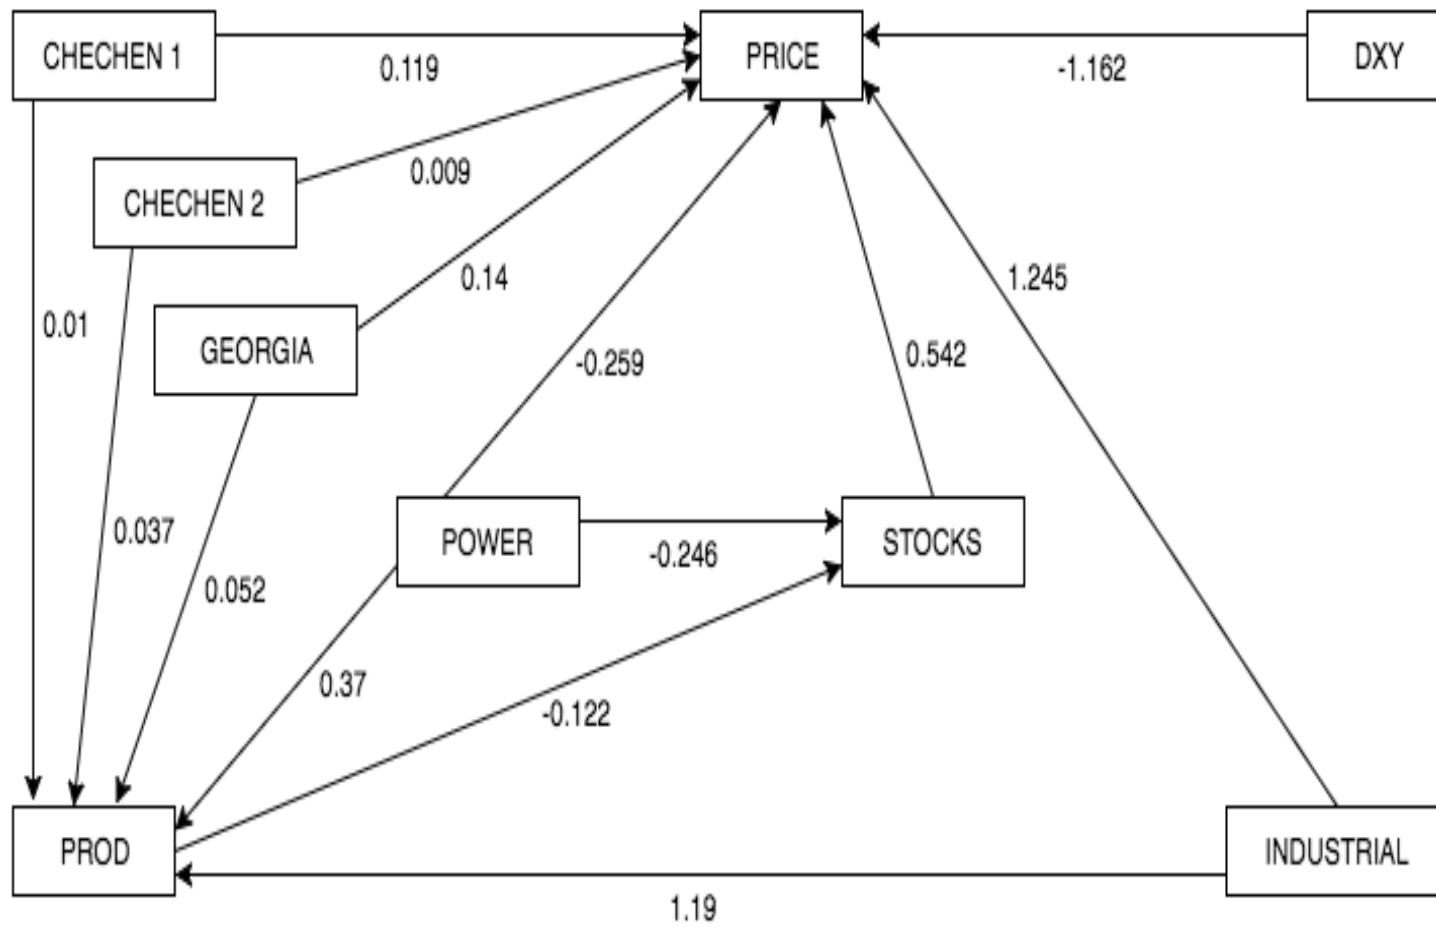 CHECHEN 1
PRICE
DXY
0.119
-1.162
0.009
CHECHEN 2
0.14
1.245
0.01
GEORGIA
-0.259
0.542
0.037
POWER
STOCKS
-0.246
0.052
0.37
-0.122
PROD
INDUSTRIAL
1.19